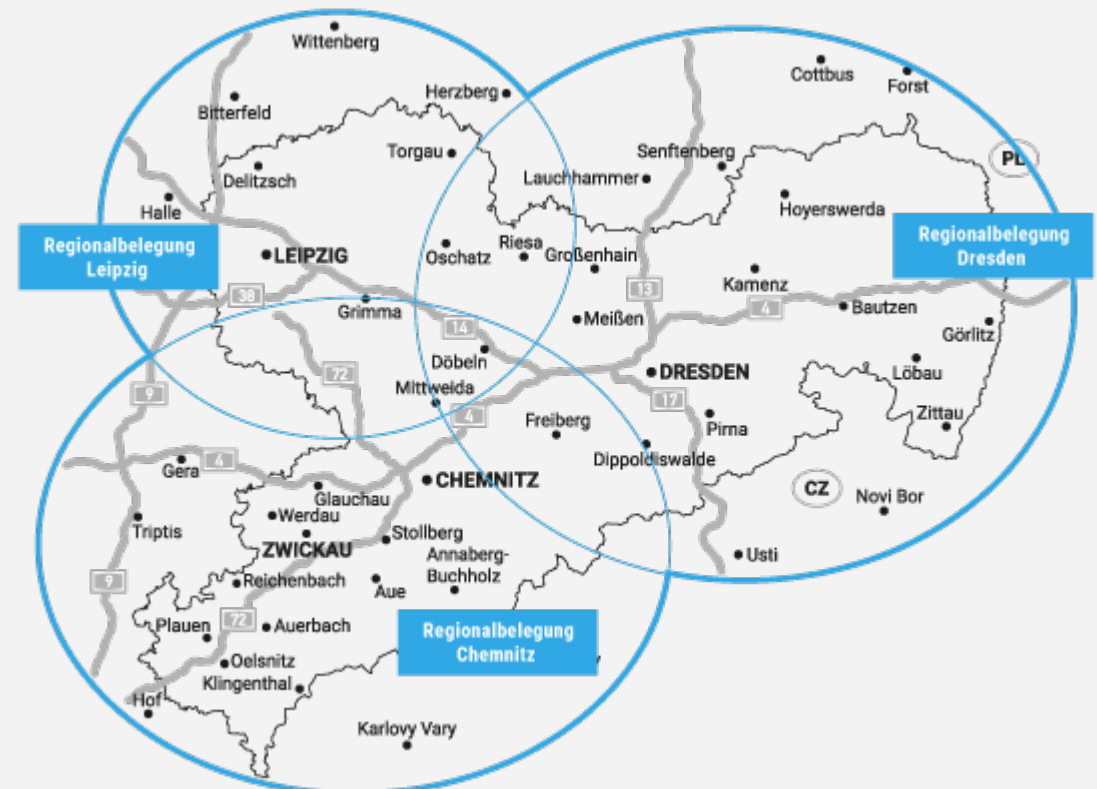 Wittenberg
Cottbus
Forst
Herzberg
Bitterfeld
Torgau
Senftenberg
PL
Delitzsch
Lauchhammer
Halle
Hoyerswerda
Regionalbelegung
Leipzig
LEIPZIG
Oschatz
Riesa
Großenhain
Regionalbelegung
Dresden
Kamenz
38
13
4
Grimma
Meißen
Bautzen
14
Görlitz
Döbeln
72
DRESDEN
Löbau
9
Mittweida
17
4
Freiberg
Pirna
Zittau
Gera
4
Dippoldiswalde
CHEMNITZ
CZ
Glauchau
Novi Bor
Werdau
Triptis
Stollberg
ZWICKAU
Annaberg-
Buchholz
Usti
9
Reichenbach
Aue
72
Plauen
Auerbach
Regionalbelegung
Chemnitz
Oelsnitz
Klingenthal
Hof
Karlovy Vary